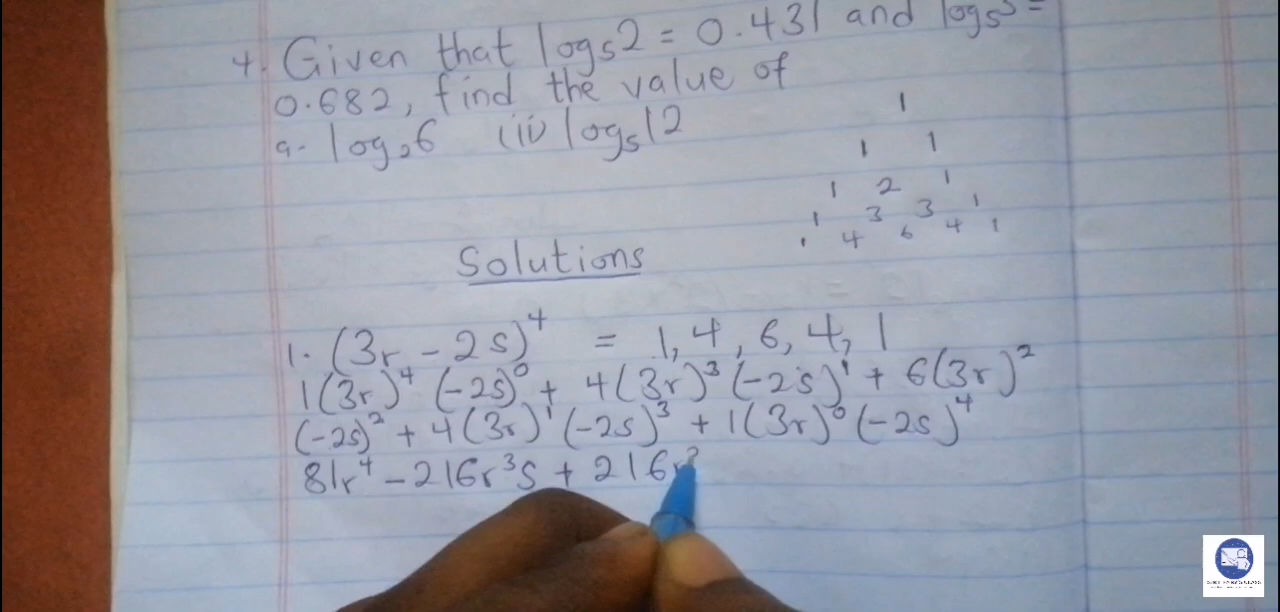 4. Given that log₅2 = 0.431 and log₅3 =
0.682, find the value of
a. log₂6 (ii) log₅12
1
1 1
1 2 1
1 3 3 1
1 4 6 4 1
Solutions
1. (3r - 2s)⁴ = 1, 4, 6, 4, 1
1(3r)⁴ (-2s)⁰ + 4(3r)³ (-2s)¹ + 6(3r)²
(-2s)² + 4(3r)¹ (-2s)³ + 1(3r)⁰ (-2s)⁴
81r⁴ - 216r³s + 216r²